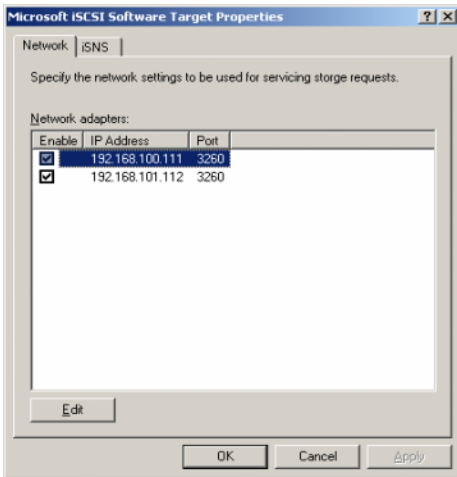 Microsoft iSCSI Software Target Properties
Network iSNS
Specify the network settings to be used for servicing storge requests.
Network adapters:
Enable IP Address Port
192.168.100.111 3260
192.168.101.112 3260
Edit
OK Cancel Apply